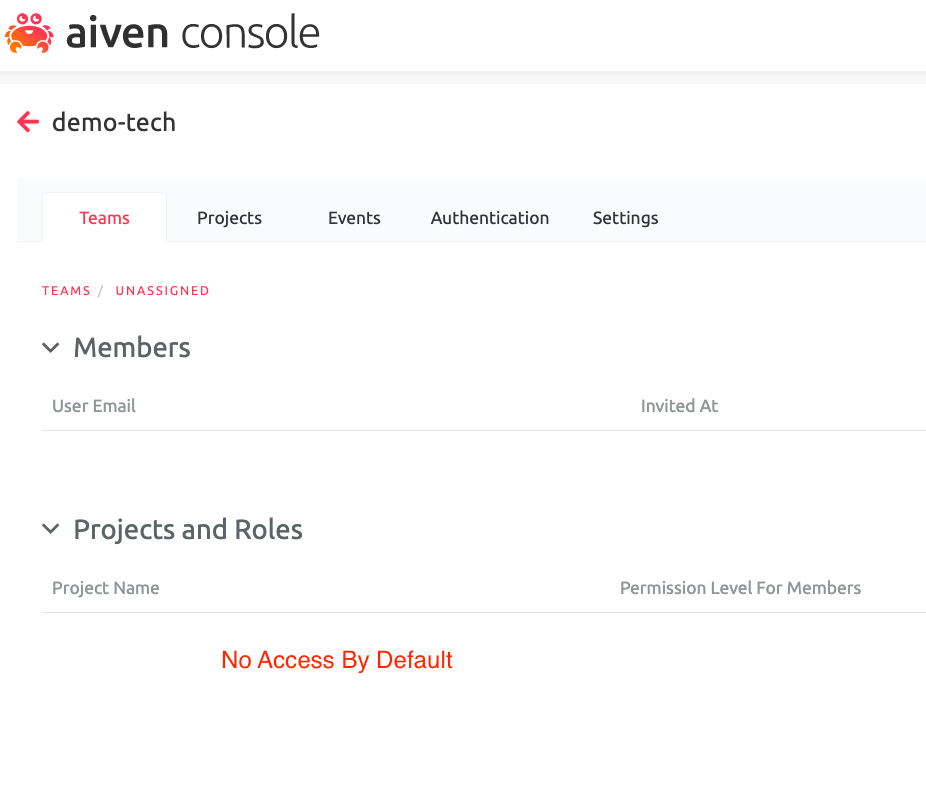 aiven console
demo-tech
Teams Projects Events Authentication Settings
TEAMS / UNASSIGNED
Members
User Email Invited At
Projects and Roles
Project Name Permission Level For Members
No Access By Default